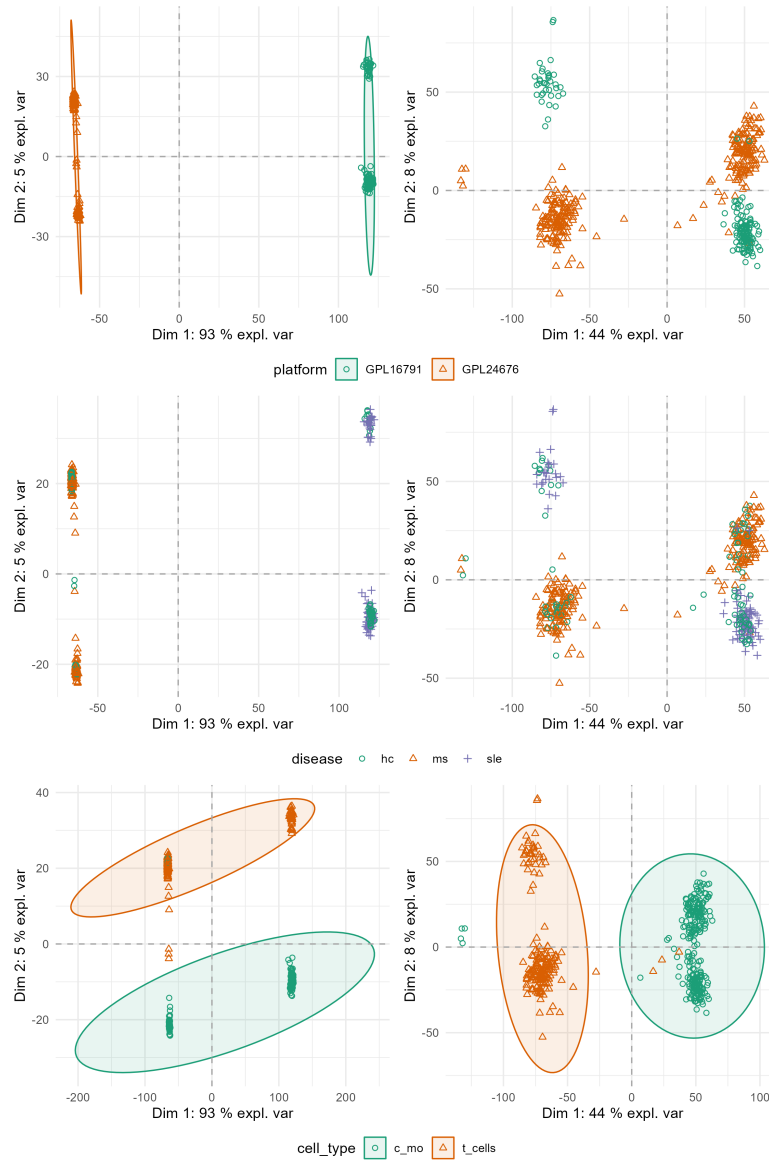 30
0
-30
Dim 2: 5 % expl. var
-50 0 50 100
Dim 1: 93 % expl. var
50
0
-50
Dim 2: 8 % expl. var
-100 -50 0 50
Dim 1: 44 % expl. var
platform GPL16791 GPL24676
20
0
-20
Dim 2: 5 % expl. var
-50 0 50 100
Dim 1: 93 % expl. var
50
0
-50
Dim 2: 8 % expl. var
-100 -50 0 50
Dim 1: 44 % expl. var
disease hc ms sle
40
20
0
-20
Dim 2: 5 % expl. var
-200 -100 0 100 200
Dim 1: 93 % expl. var
50
0
-50
Dim 2: 8 % expl. var
-100 -50 0 50 100
Dim 1: 44 % expl. var
cell_type c_mo t_cells